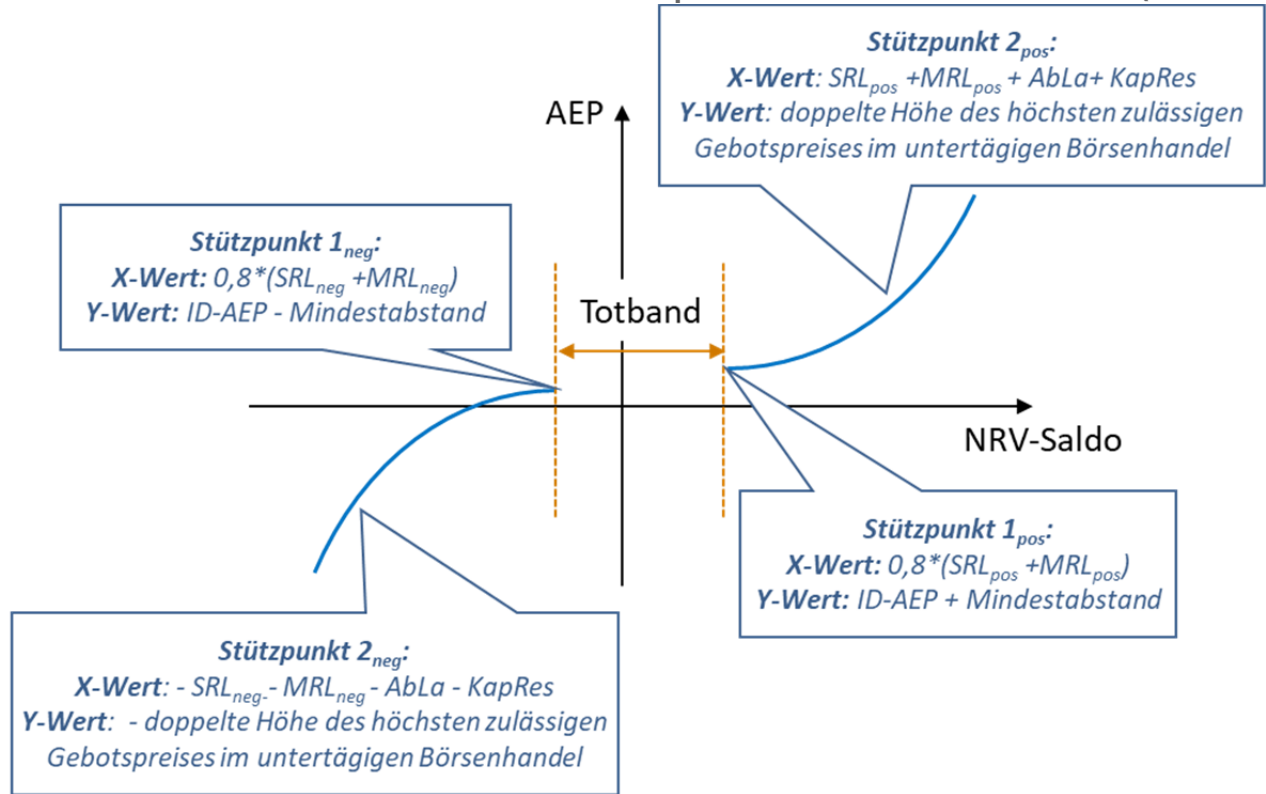 Stützpunkt 2pos:
X-Wert: SRLpos +MRLpos + AbLa+ KapRes
Y-Wert: doppelte Höhe des höchsten zulässigen
Gebotspreises im untertägigen Börsenhandel
AEP
Stützpunkt 1neg:
X-Wert: 0,8*(SRLneg +MRLneg)
Y-Wert: ID-AEP - Mindestabstand
Totband
NRV-Saldo
Stützpunkt 1pos:
X-Wert: 0,8*(SRLpos +MRLpos)
Y-Wert: ID-AEP + Mindestabstand
Stützpunkt 2neg:
X-Wert: - SRLneg- - MRLneg - AbLa - KapRes
Y-Wert: - doppelte Höhe des höchsten zulässigen
Gebotspreises im untertägigen Börsenhandel